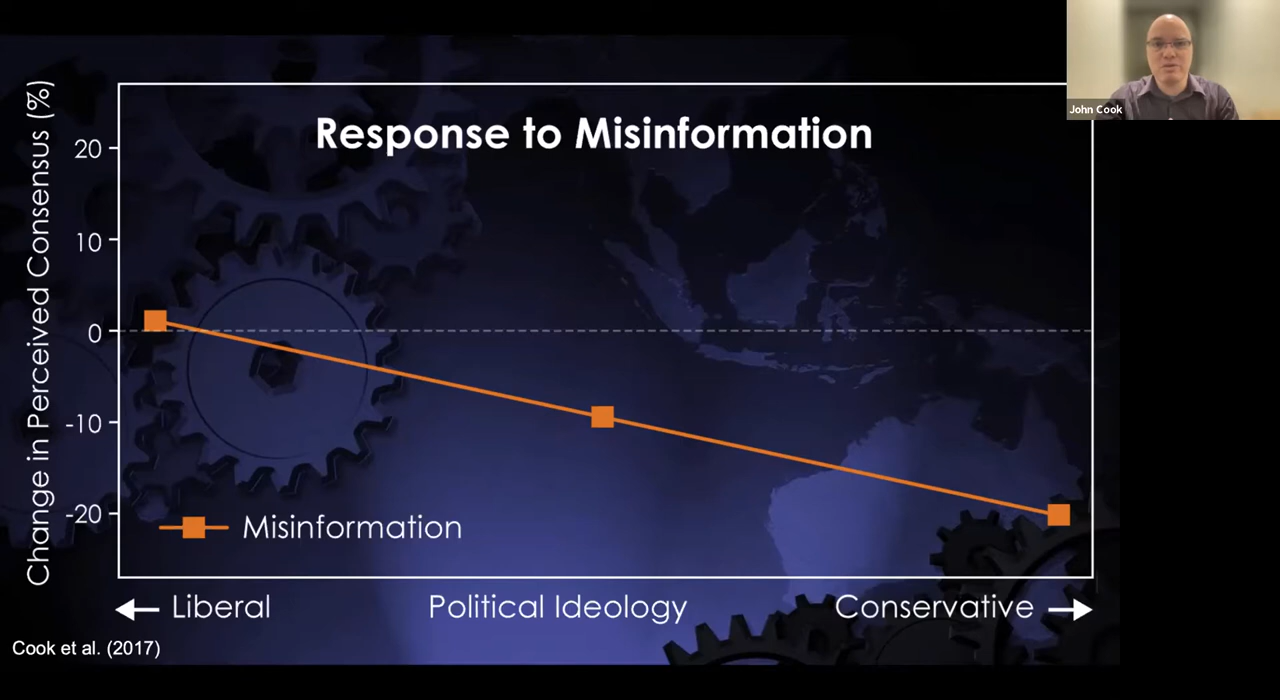 John Cook
Response to Misinformation
Change in Perceived Consensus (%)
20
10
0
-10
-20
Misinformation
Liberal
Political Ideology
Conservative
Cook et al. (2017)